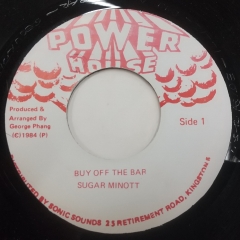 POWER
HOUSE
Produced &
Arranged By
George Phang
(C)1984 (P)
Side 1
BUY OFF THE BAR
SUGAR MINOTT
DISTRIBUTED BY SONIC SOUNDS 25 RETIREMENT ROAD, KINGSTON 5